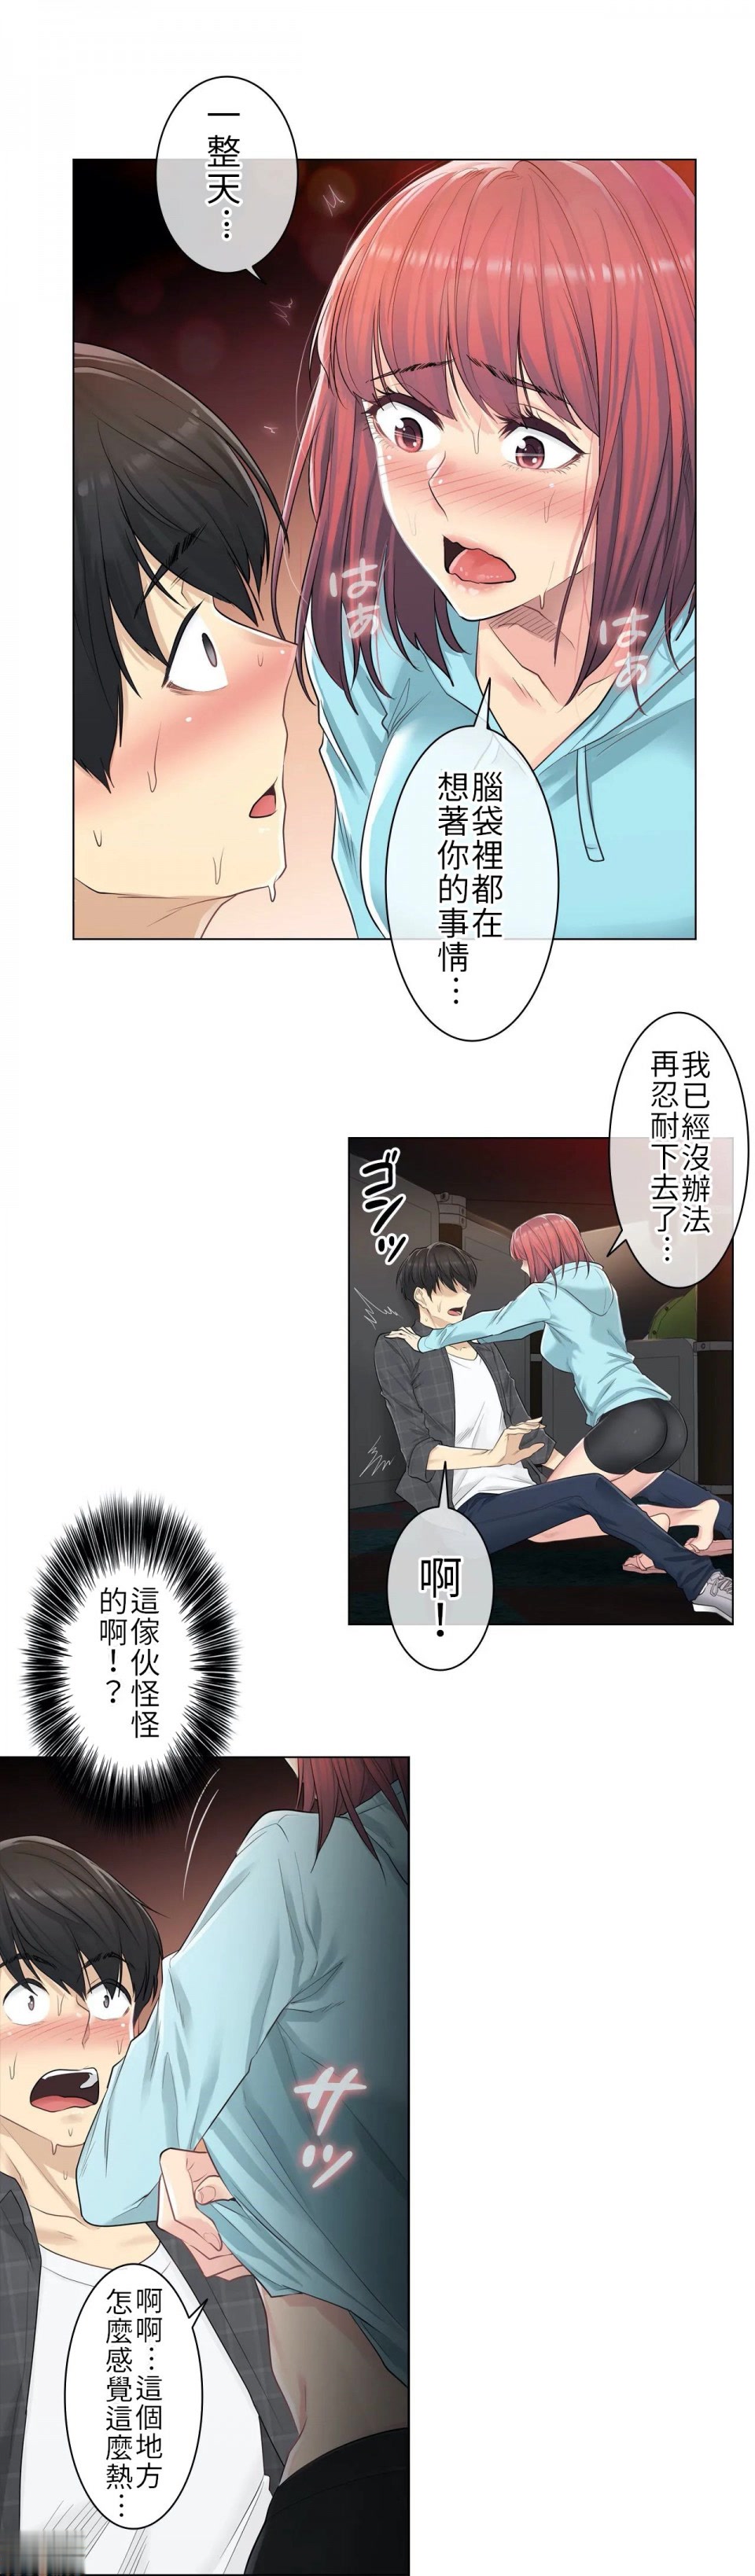 一整天…
はぁ
はぁ
腦袋裡都在
想著你的事情…
我已經沒辦法
再忍耐下去了…
ゴンッ
啊！
這傢伙怪怪
的啊！？
サッ
啊啊…這個地方
怎麼感覺這麼熱…